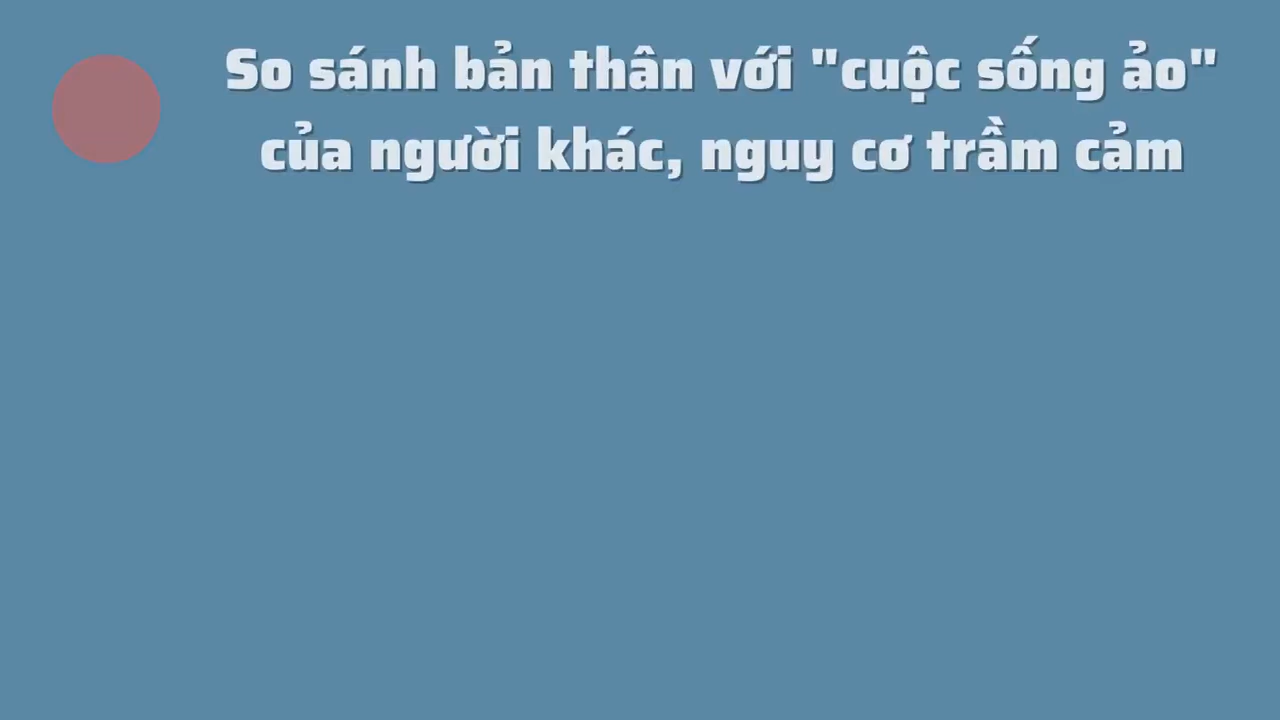 So sánh bản thân với "cuộc sống ảo"
của người khác, nguy cơ trầm cảm